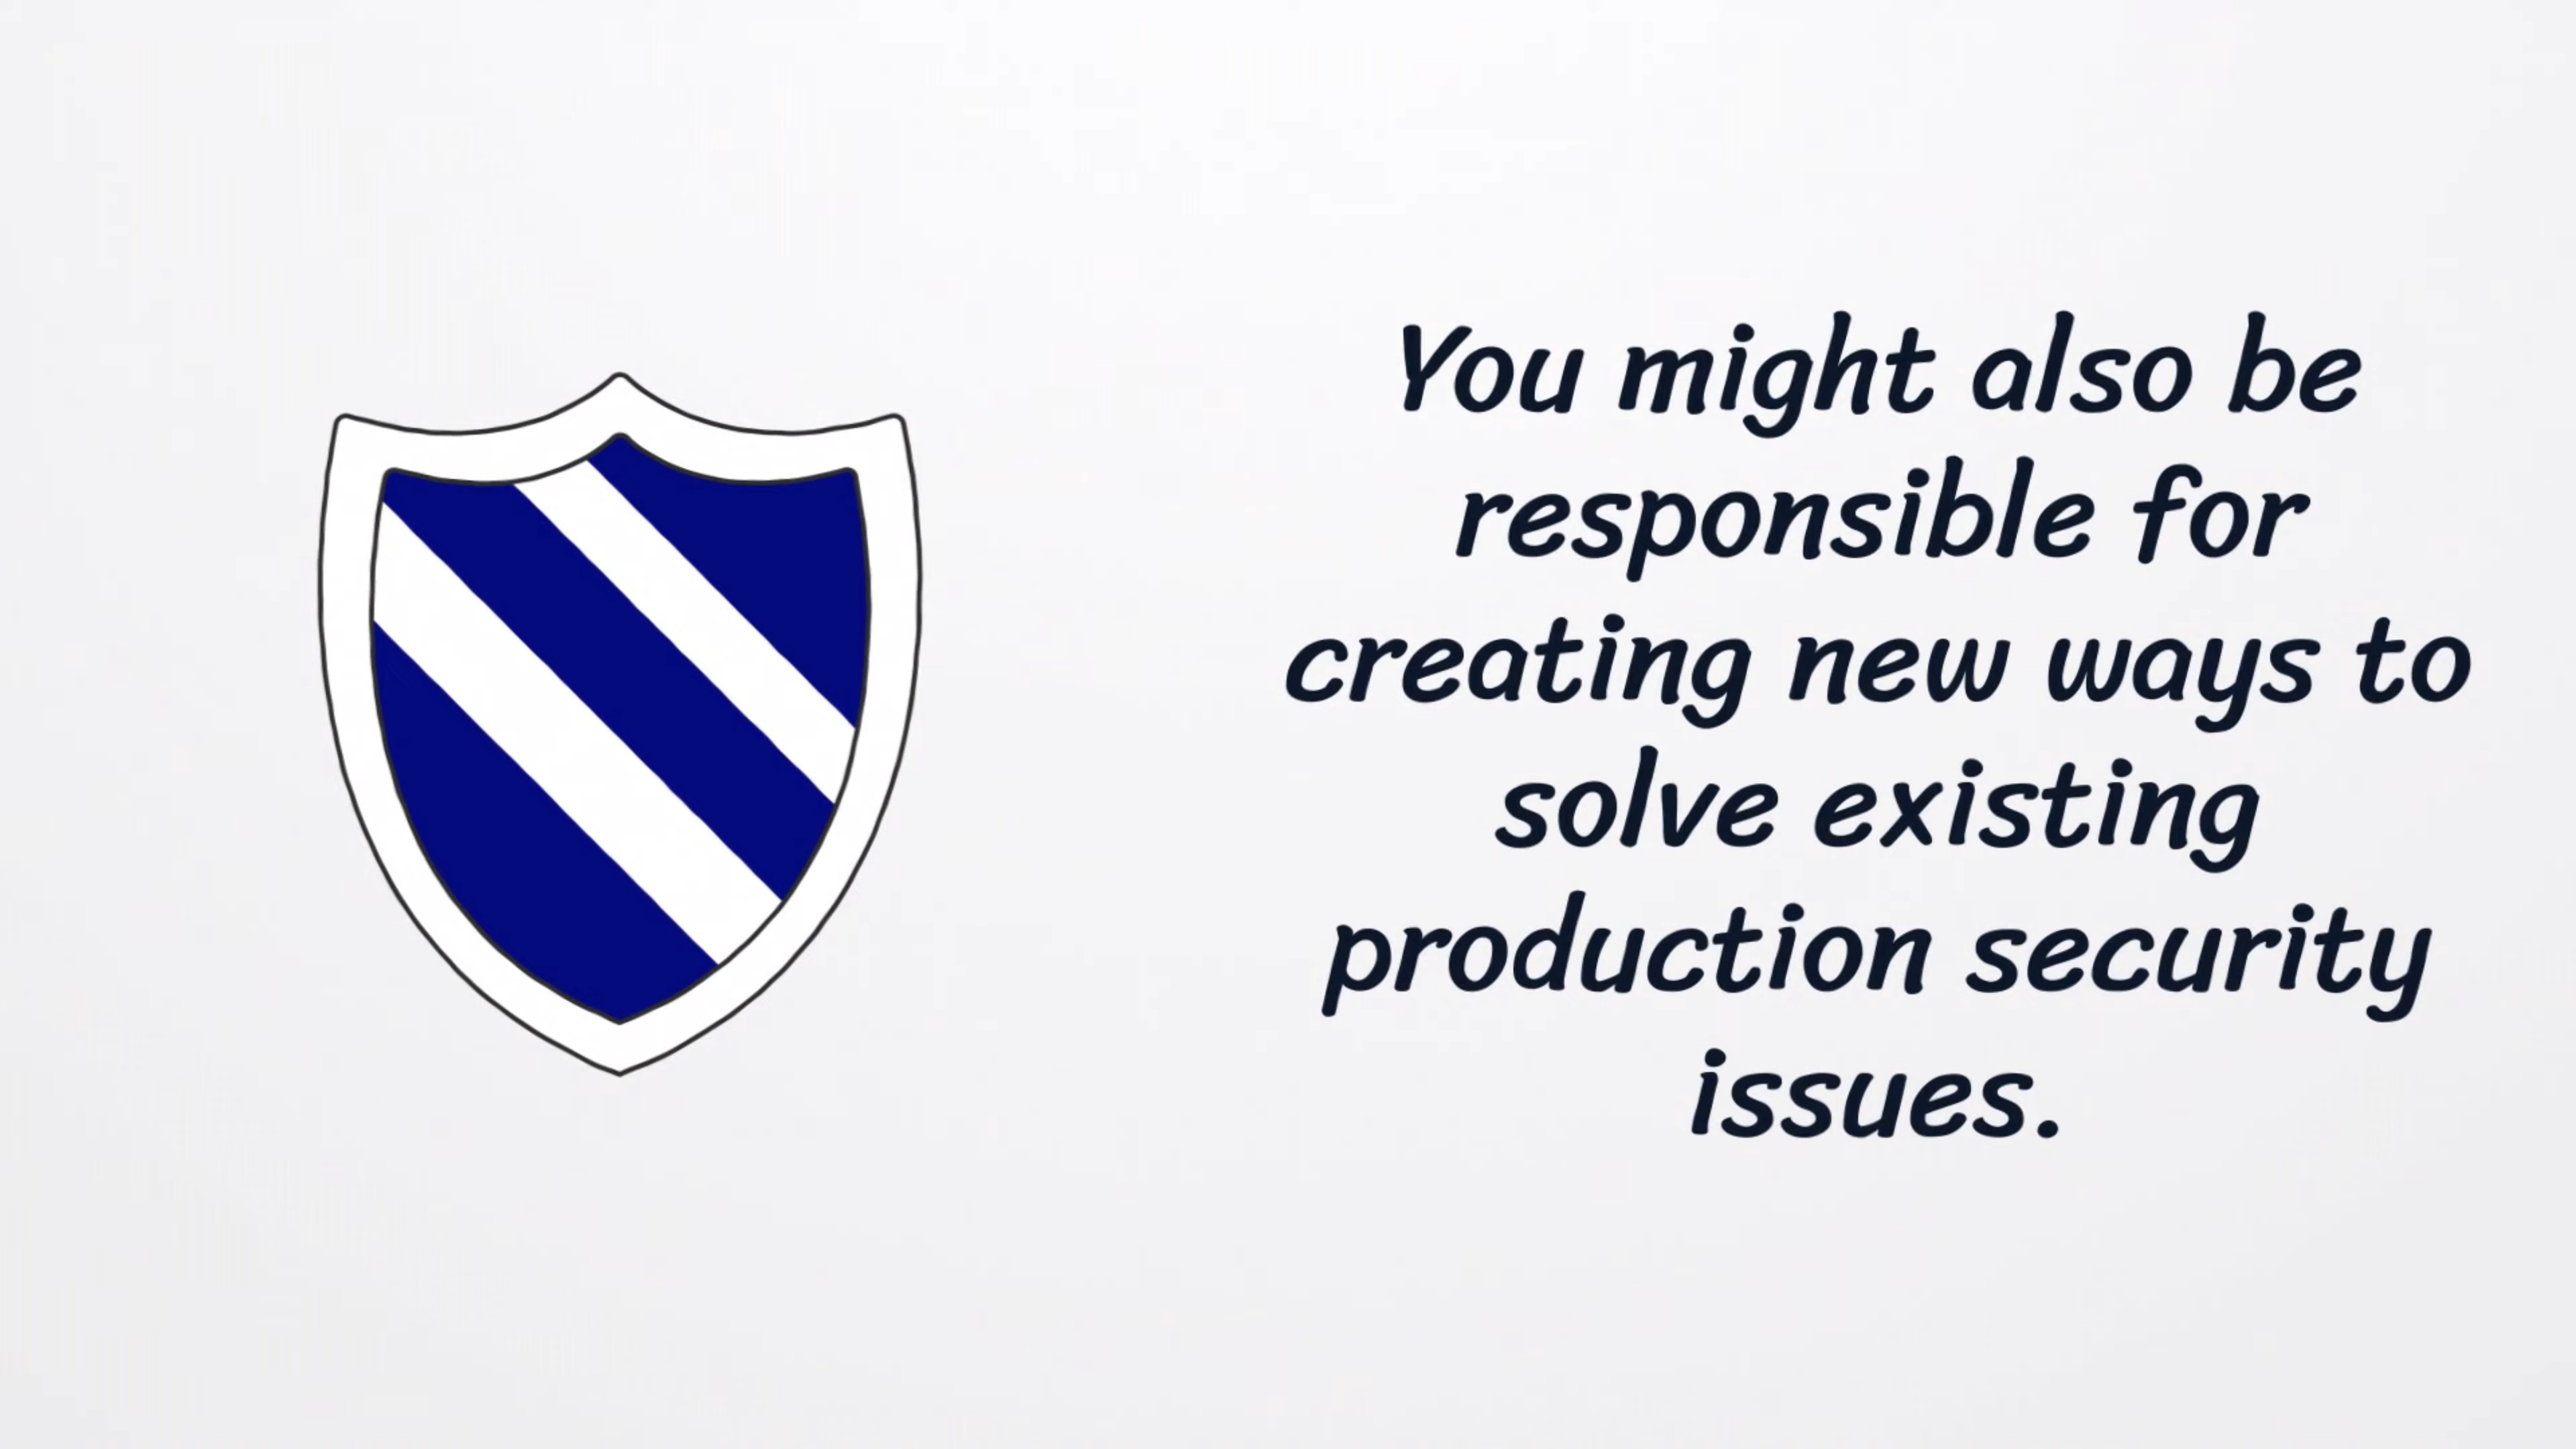 You might also be
responsible for
creating new ways to
solve existing
production security
issues.